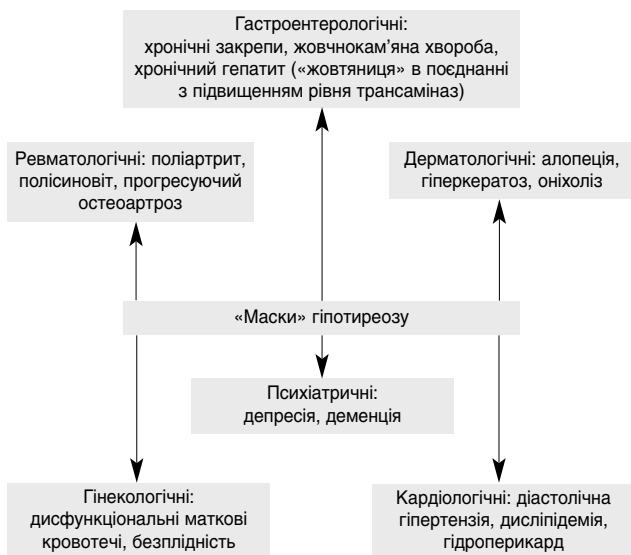 Гастроентерологічні:
хронічні закрепи, жовчнокам’яна хвороба,
хронічний гепатит («жовтяниця» в поєднанні
з підвищенням рівня трансаміназ)
Ревматологічні: поліартрит,
полісиновіт, прогресуючий
остеоартроз
Дерматологічні: алопеція,
гіперкератоз, оніхоліз
«Маски» гіпотиреозу
Психіатричні:
депресія, деменція
Гінекологічні:
дисфункціональні маткові
кровотечі, безплідність
Кардіологічні: діастолічна
гіпертензія, дисліпідемія,
гідроперикард